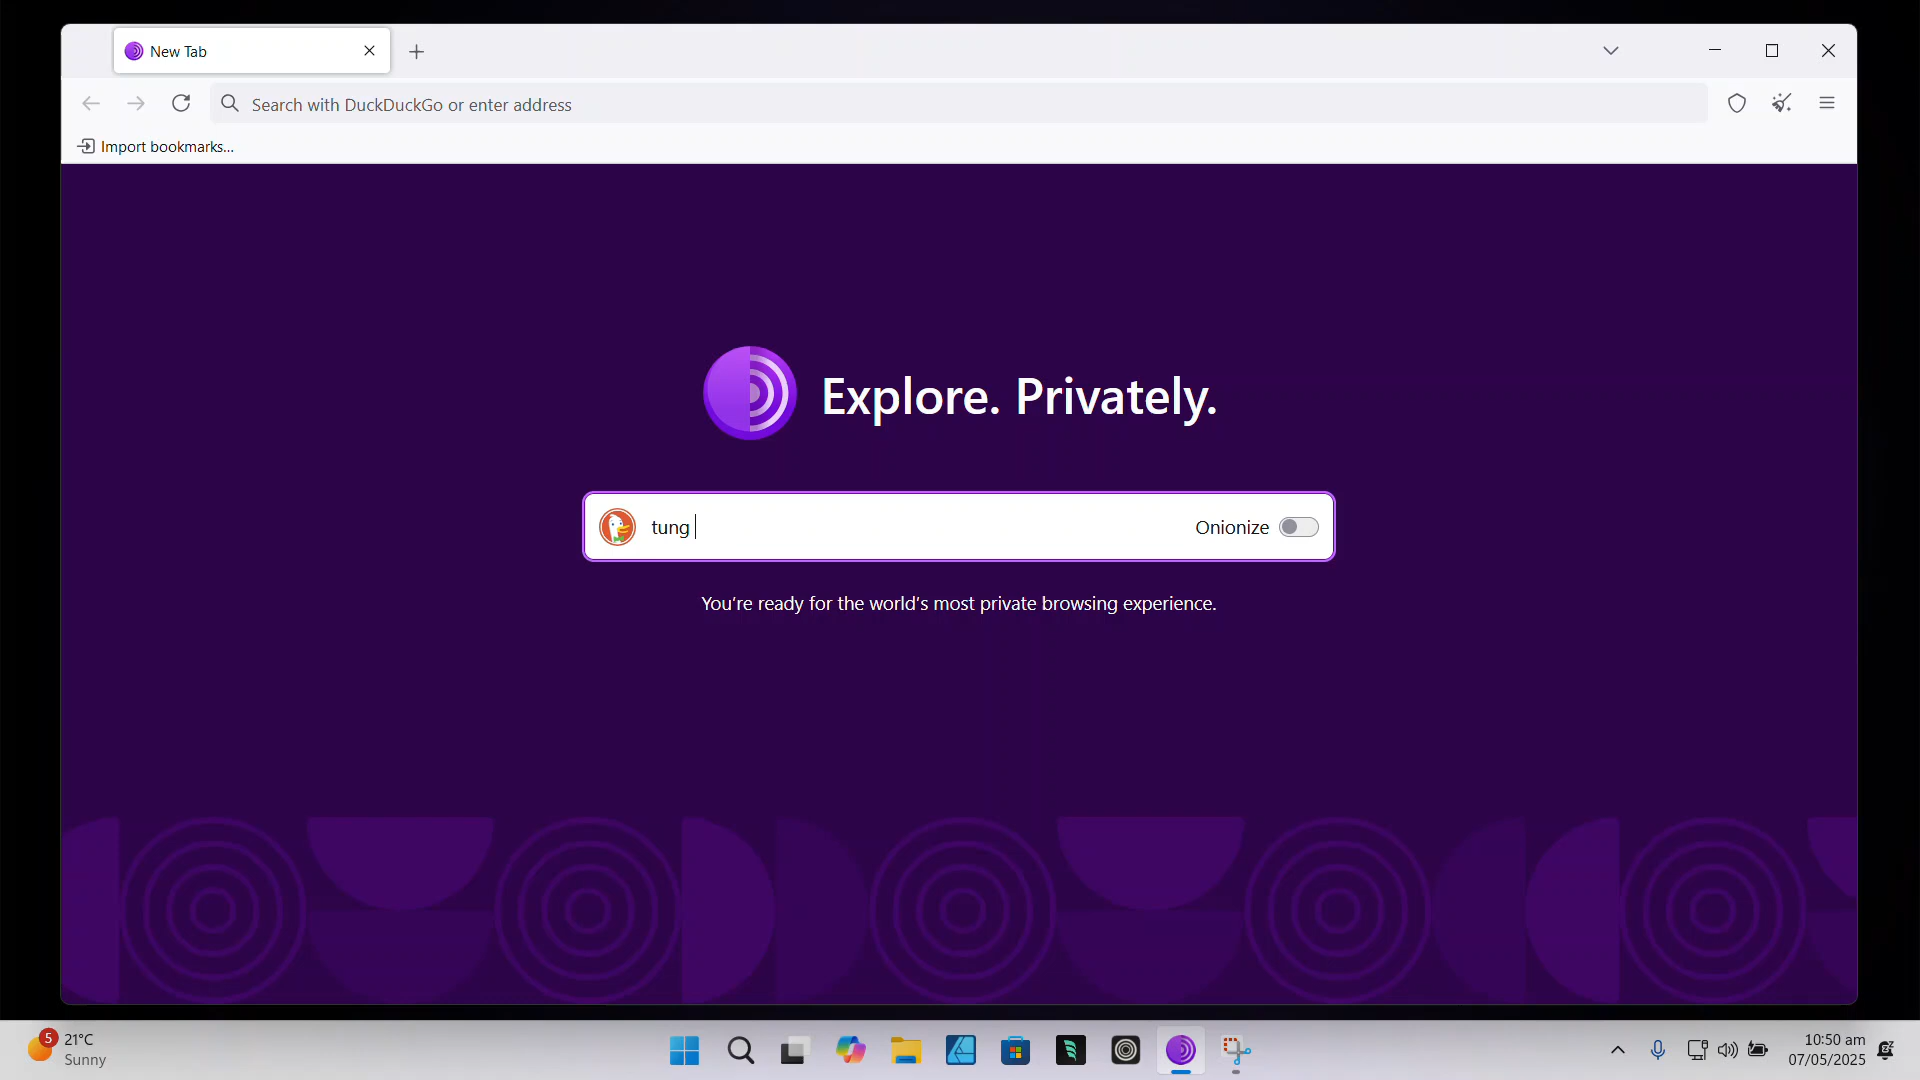 New Tab
Search with DuckDuckGo or enter address
Import bookmarks...
Explore. Privately.
tung
Onionize
You're ready for the world's most private browsing experience.
5
21°C
Sunny
10:50 am
07/05/2025